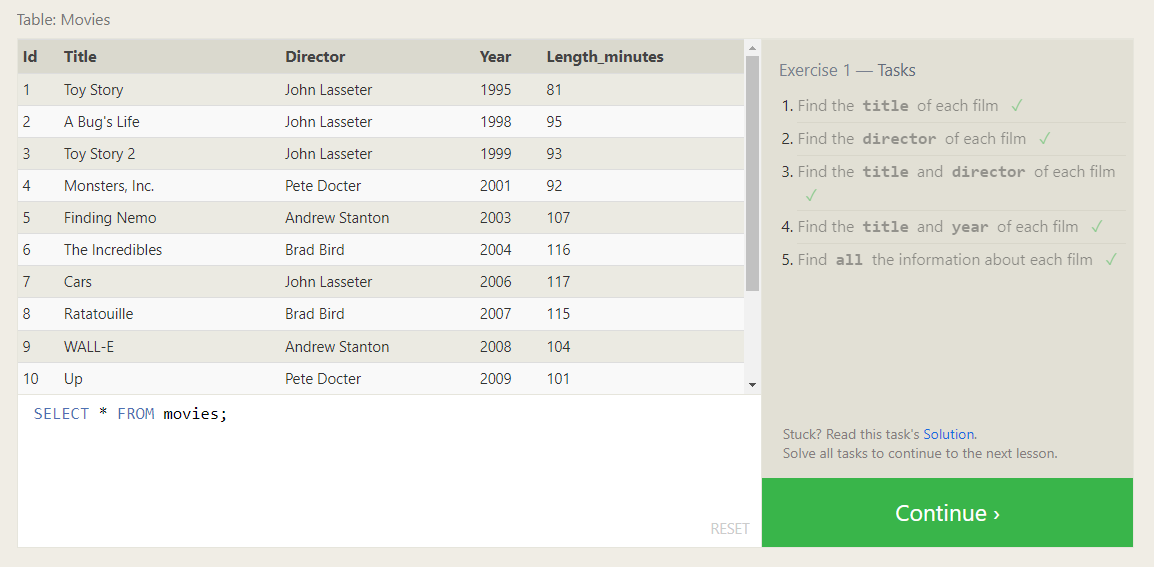 Table: Movies
Id Title Director Year Length_minutes
1 Toy Story John Lasseter 1995 81
2 A Bug's Life John Lasseter 1998 95
3 Toy Story 2 John Lasseter 1999 93
4 Monsters, Inc. Pete Docter 2001 92
5 Finding Nemo Andrew Stanton 2003 107
6 The Incredibles Brad Bird 2004 116
7 Cars John Lasseter 2006 117
8 Ratatouille Brad Bird 2007 115
9 WALL-E Andrew Stanton 2008 104
10 Up Pete Docter 2009 101
SELECT * FROM movies;
RESET
Exercise 1 — Tasks
1. Find the title of each film ✓
2. Find the director of each film ✓
3. Find the title and director of each film
✓
4. Find the title and year of each film ✓
5. Find all the information about each film ✓
Stuck? Read this task's Solution.
Solve all tasks to continue to the next lesson.
Continue ›